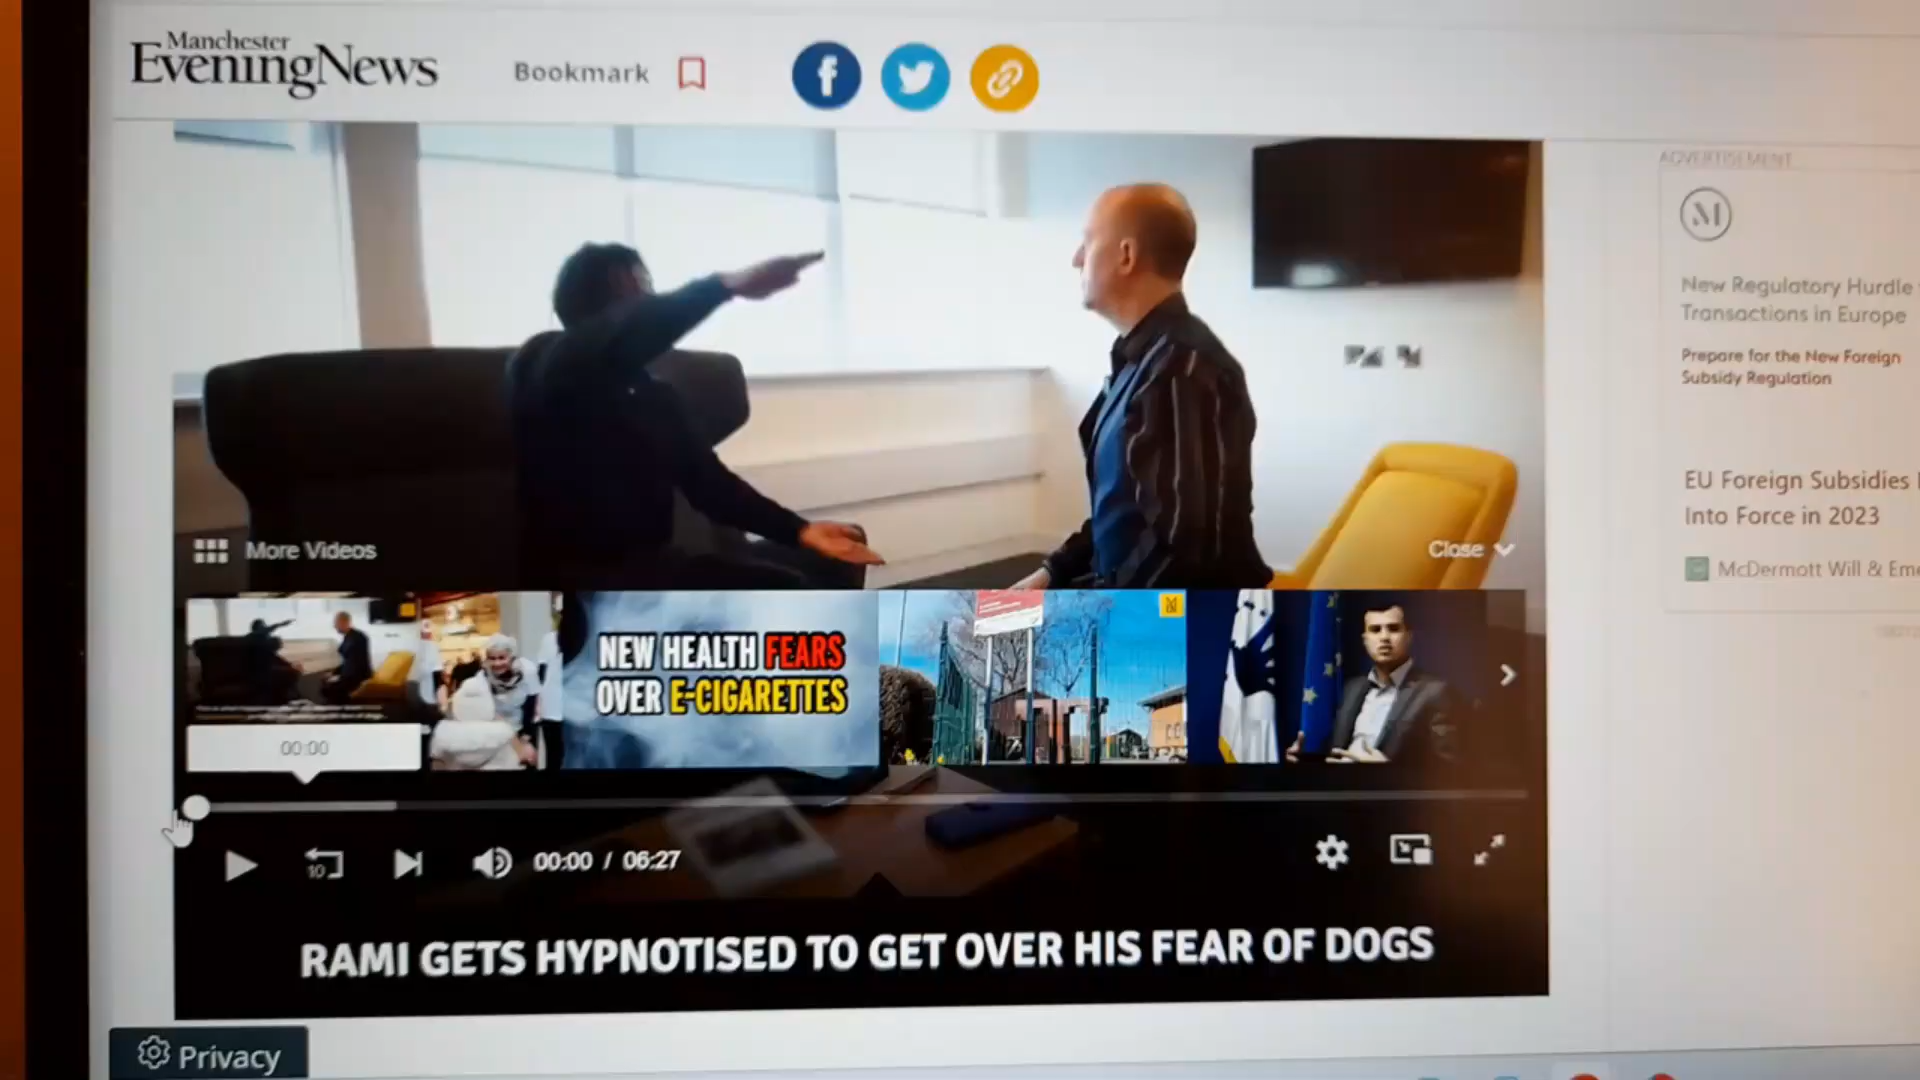 Manchester
EveningNews
Bookmark
ADVERTISEMENT
M
New Regulatory Hurdle
Transactions in Europe
Prepare for the New Foreign
Subsidy Regulation
EU Foreign Subsidies
Into Force in 2023
McDermott Will &
More Videos
Close
NEW HEALTH FEARS
OVER E-CIGARETTES
00:00
10
00:00 / 06:27
RAMI GETS HYPNOTISED TO GET OVER HIS FEAR OF DOGS
Privacy